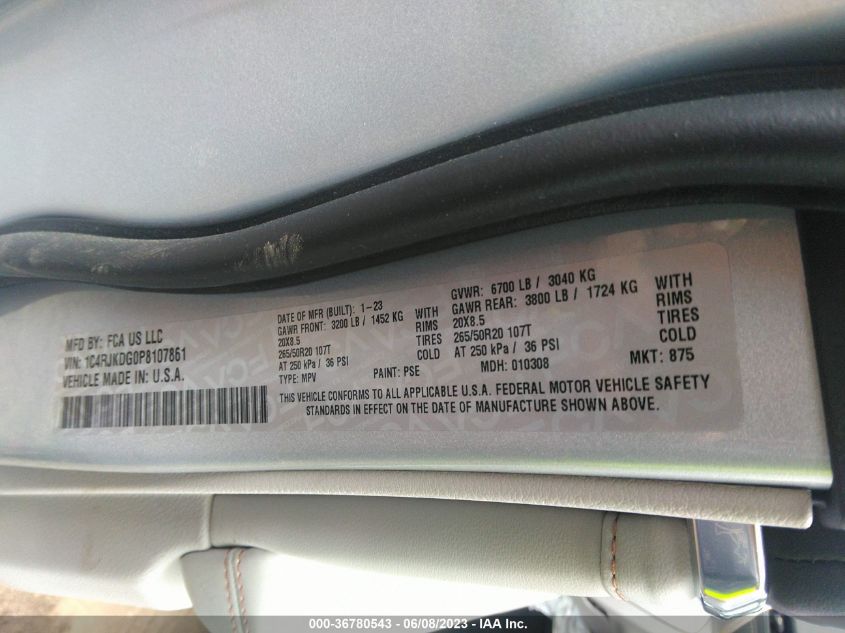 MFD BY: FCA US LLC
VIN: 1C4RJKDG0P8107861
VEHICLE MADE IN: U.S.A.
DATE OF MFR (BUILT): 1-23
GAWR FRONT: 3200 LB / 1452 KG WITH
20X8.5 RIMS
265/50R20 107T TIRES
AT 250 kPa / 36 PSI COLD
TYPE: MPV PAINT: PSE
GVWR: 6700 LB / 3040 KG
GAWR REAR: 3800 LB / 1724 KG WITH
20X8.5 RIMS
265/50R20 107T TIRES
AT 250 kPa / 36 PSI COLD
MDH: 010308 MKT: 875
THIS VEHICLE CONFORMS TO ALL APPLICABLE U.S.A. FEDERAL MOTOR VEHICLE SAFETY
STANDARDS IN EFFECT ON THE DATE OF MANUFACTURE SHOWN ABOVE.
000-36780543 - 06/08/2023 - © IAA Inc.